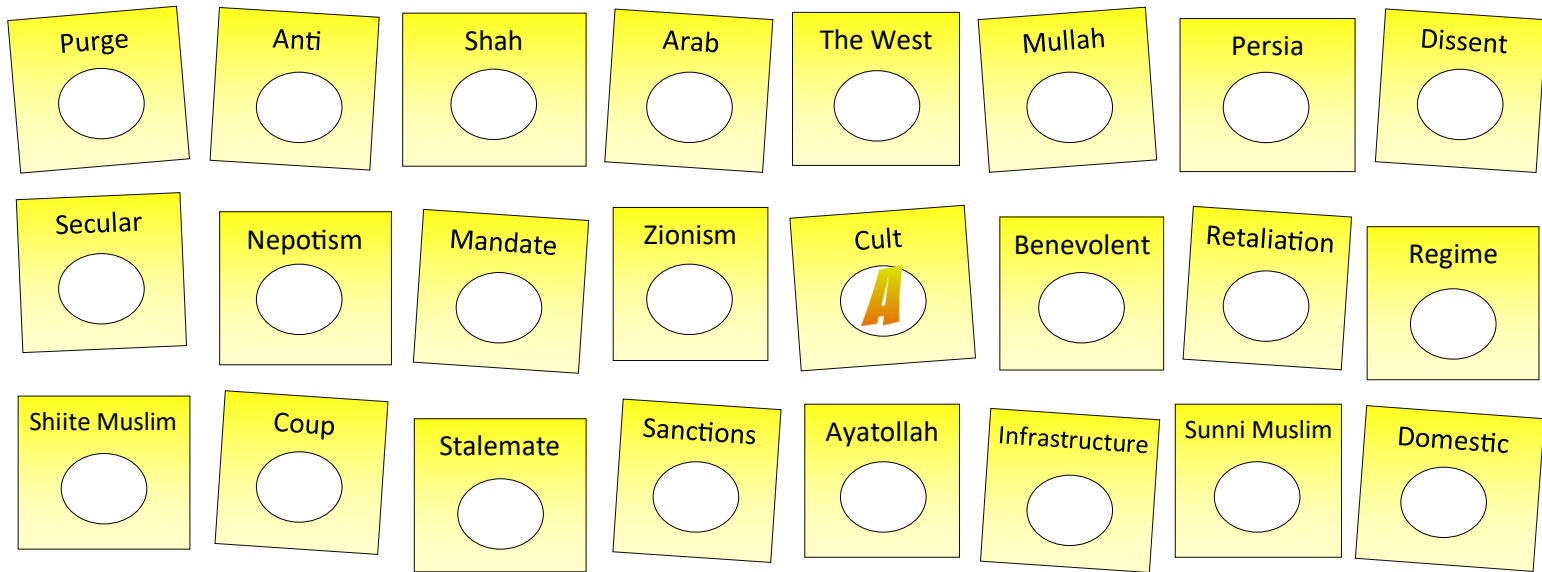 Purge
Anti
Shah
Arab
The West
Mullah
Persia
Dissent
Secular
Nepotism
Mandate
Zionism
Cult
A
Benevolent
Retaliation
Regime
Shiite Muslim
Coup
Stalemate
Sanctions
Ayatollah
Infrastructure
Sunni Muslim
Domestic